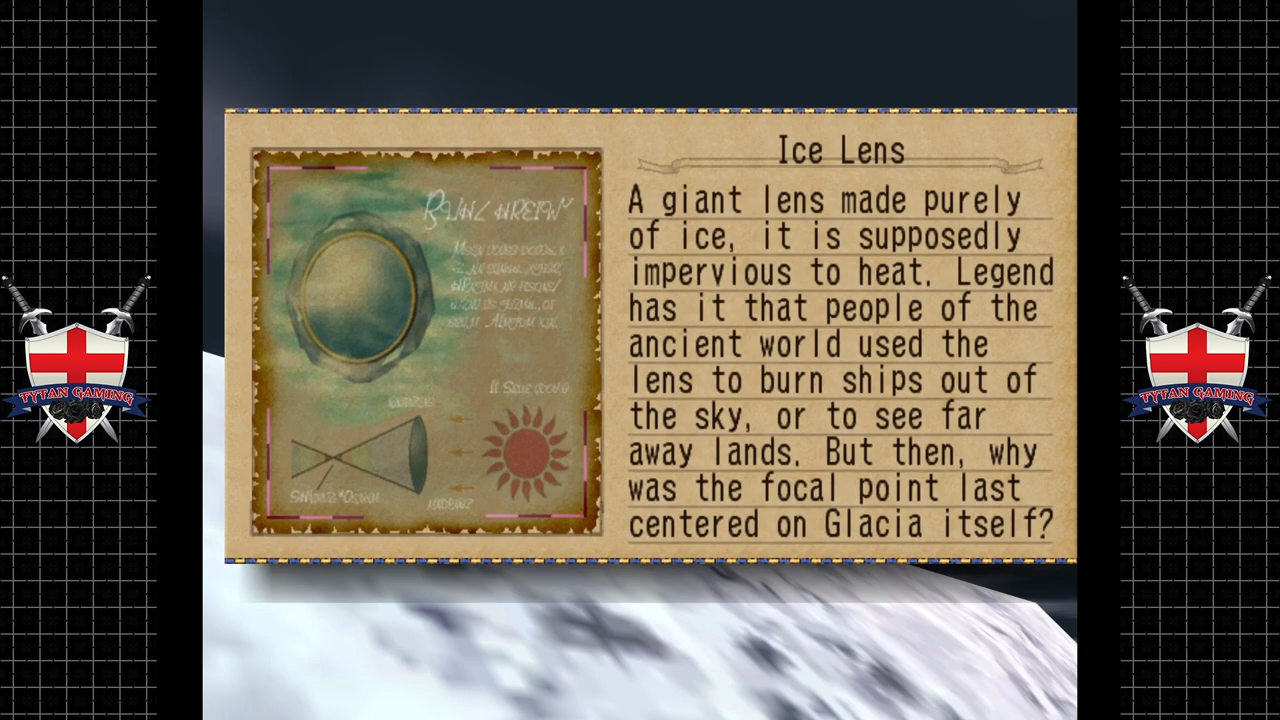 Ice Lens
A giant lens made purely
of ice, it is supposedly
impervious to heat. Legend
has it that people of the
ancient world used the
lens to burn ships out of
the sky, or to see far
away lands. But then, why
was the focal point last
centered on Glacia itself?
TYTAN GAMING
TYTAN GAMING